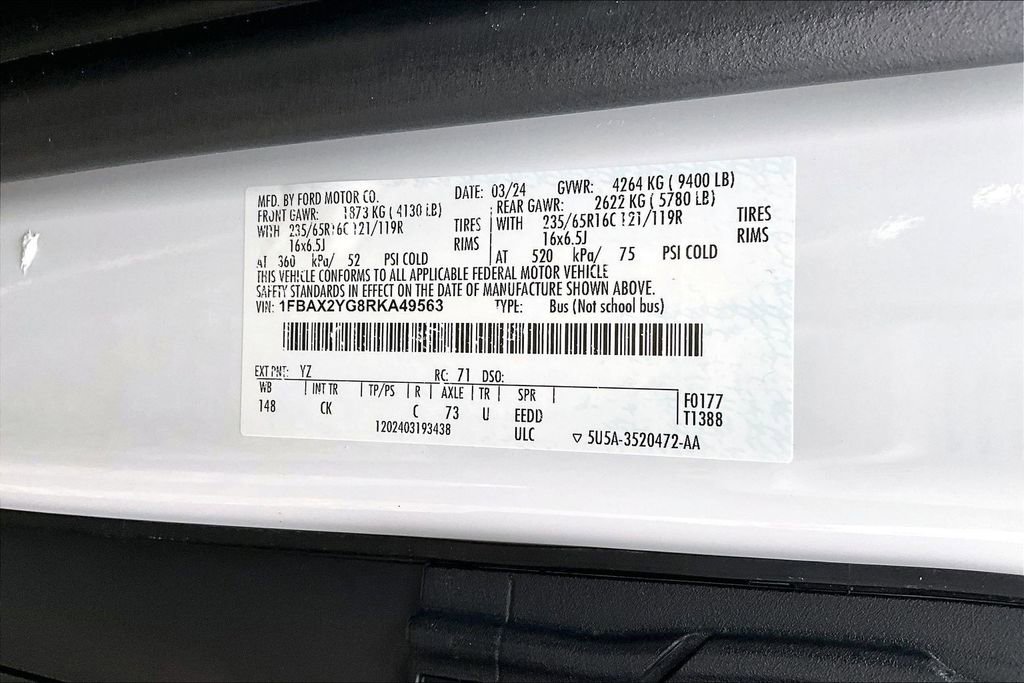 MFD. BY FORD MOTOR CO. DATE: 03/24 GVWR: 4264 KG ( 9400 LB)
FRONT GAWR: 1873 KG ( 4130 LB) REAR GAWR: 2622 KG ( 5780 LB)
WITH 235/65R16C 121/119R TIRES WITH 235/65R16C 121/119R TIRES
16x6.5J RIMS 16x6.5J RIMS
AT 360 kPa/ 52 PSI COLD AT 520 kPa/ 75 PSI COLD
THIS VEHICLE CONFORMS TO ALL APPLICABLE FEDERAL MOTOR VEHICLE
SAFETY STANDARDS IN EFFECT ON THE DATE OF MANUFACTURE SHOWN ABOVE.
VIN: 1FBAX2YG8RKA49563 TYPE: Bus (Not school bus)
EXT PNT: YZ RC: 71 DSO:
WB | INT TR | TP/PS | R | AXLE | TR | SPR | F0177
148 CK C 73 U EEDD T1388
1202403193438 ULC ▽ 5U5A-3520472-AA